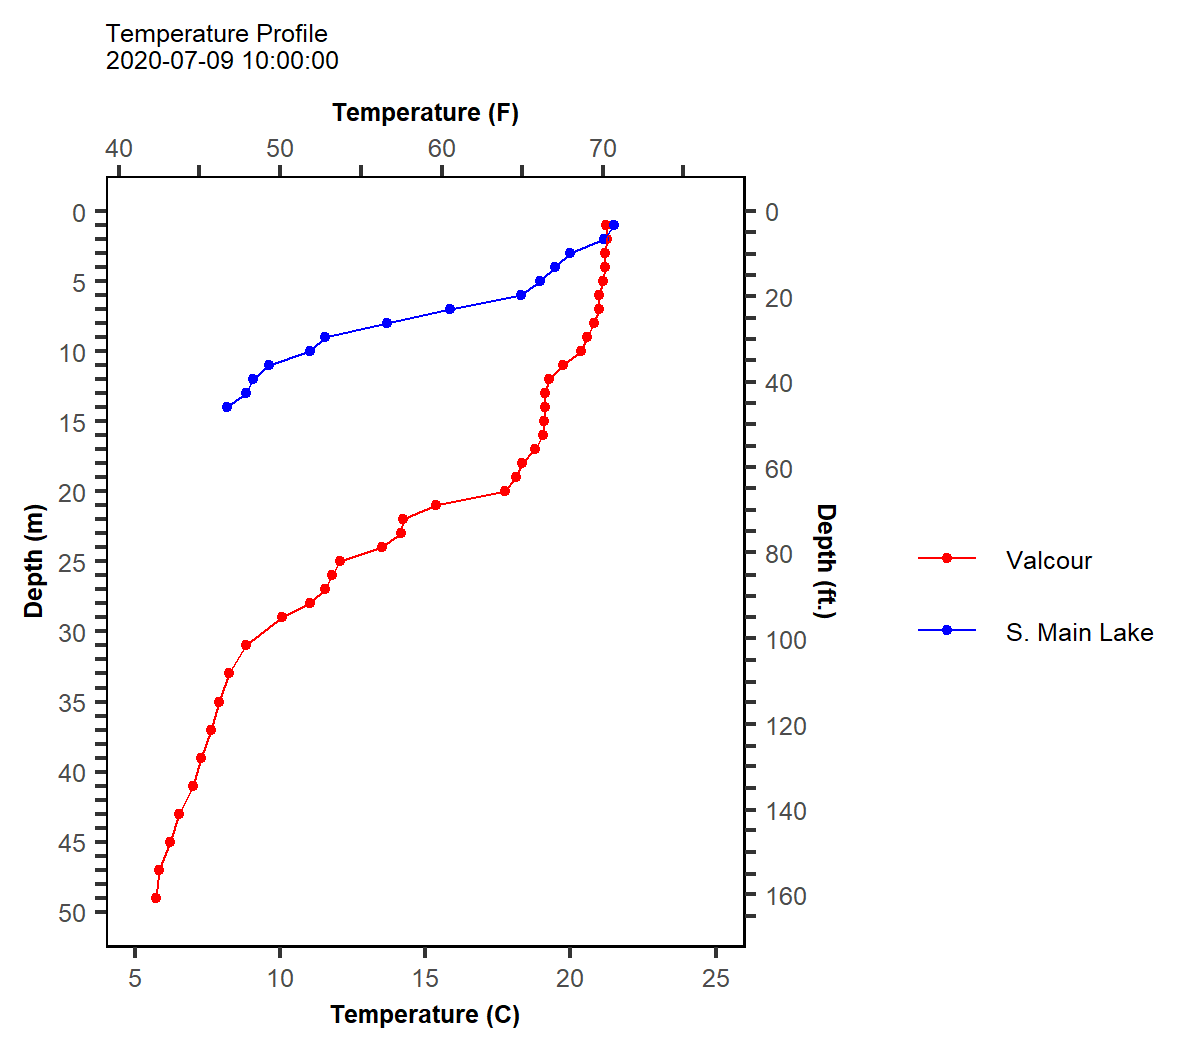 Temperature Profile
2020-07-09 10:00:00
Temperature (F)
40 50 60 70
0
5
10
15
20
25
30
35
40
45
50
Depth (m)
0
20
40
60
80
100
120
140
160
Depth (ft.)
Valcour
S. Main Lake
5 10 15 20 25
Temperature (C)